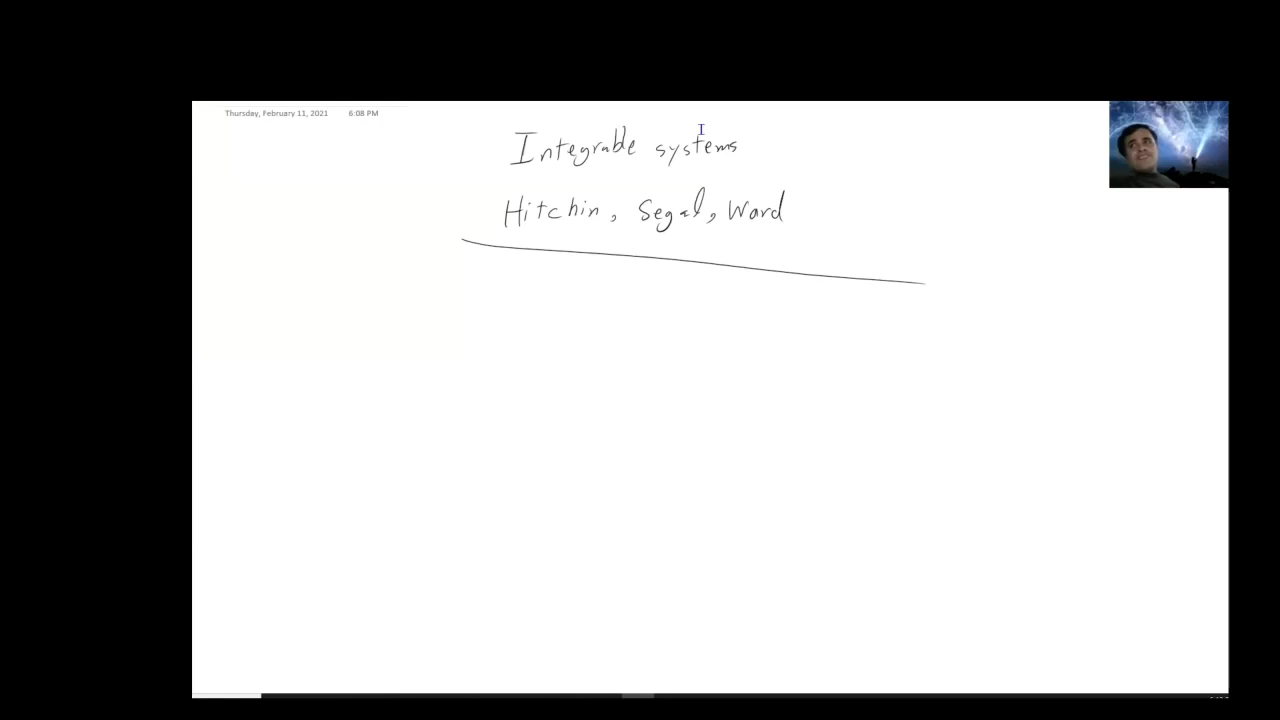 Thursday, February 11, 2021 6:08 PM
Integrable systems
Hitchin, Segal, Ward